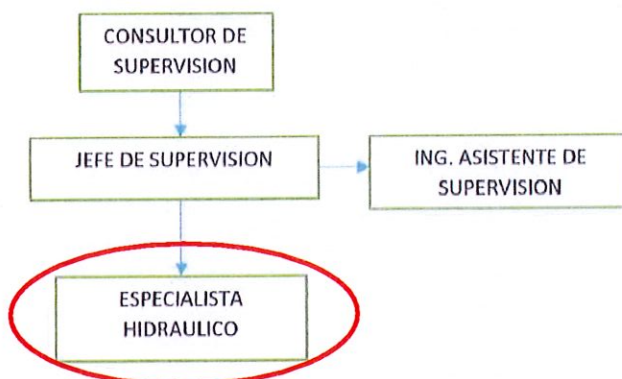 CONSULTOR DE
SUPERVISION
JEFE DE SUPERVISION
ING. ASISTENTE DE
SUPERVISION
ESPECIALISTA
HIDRAULICO